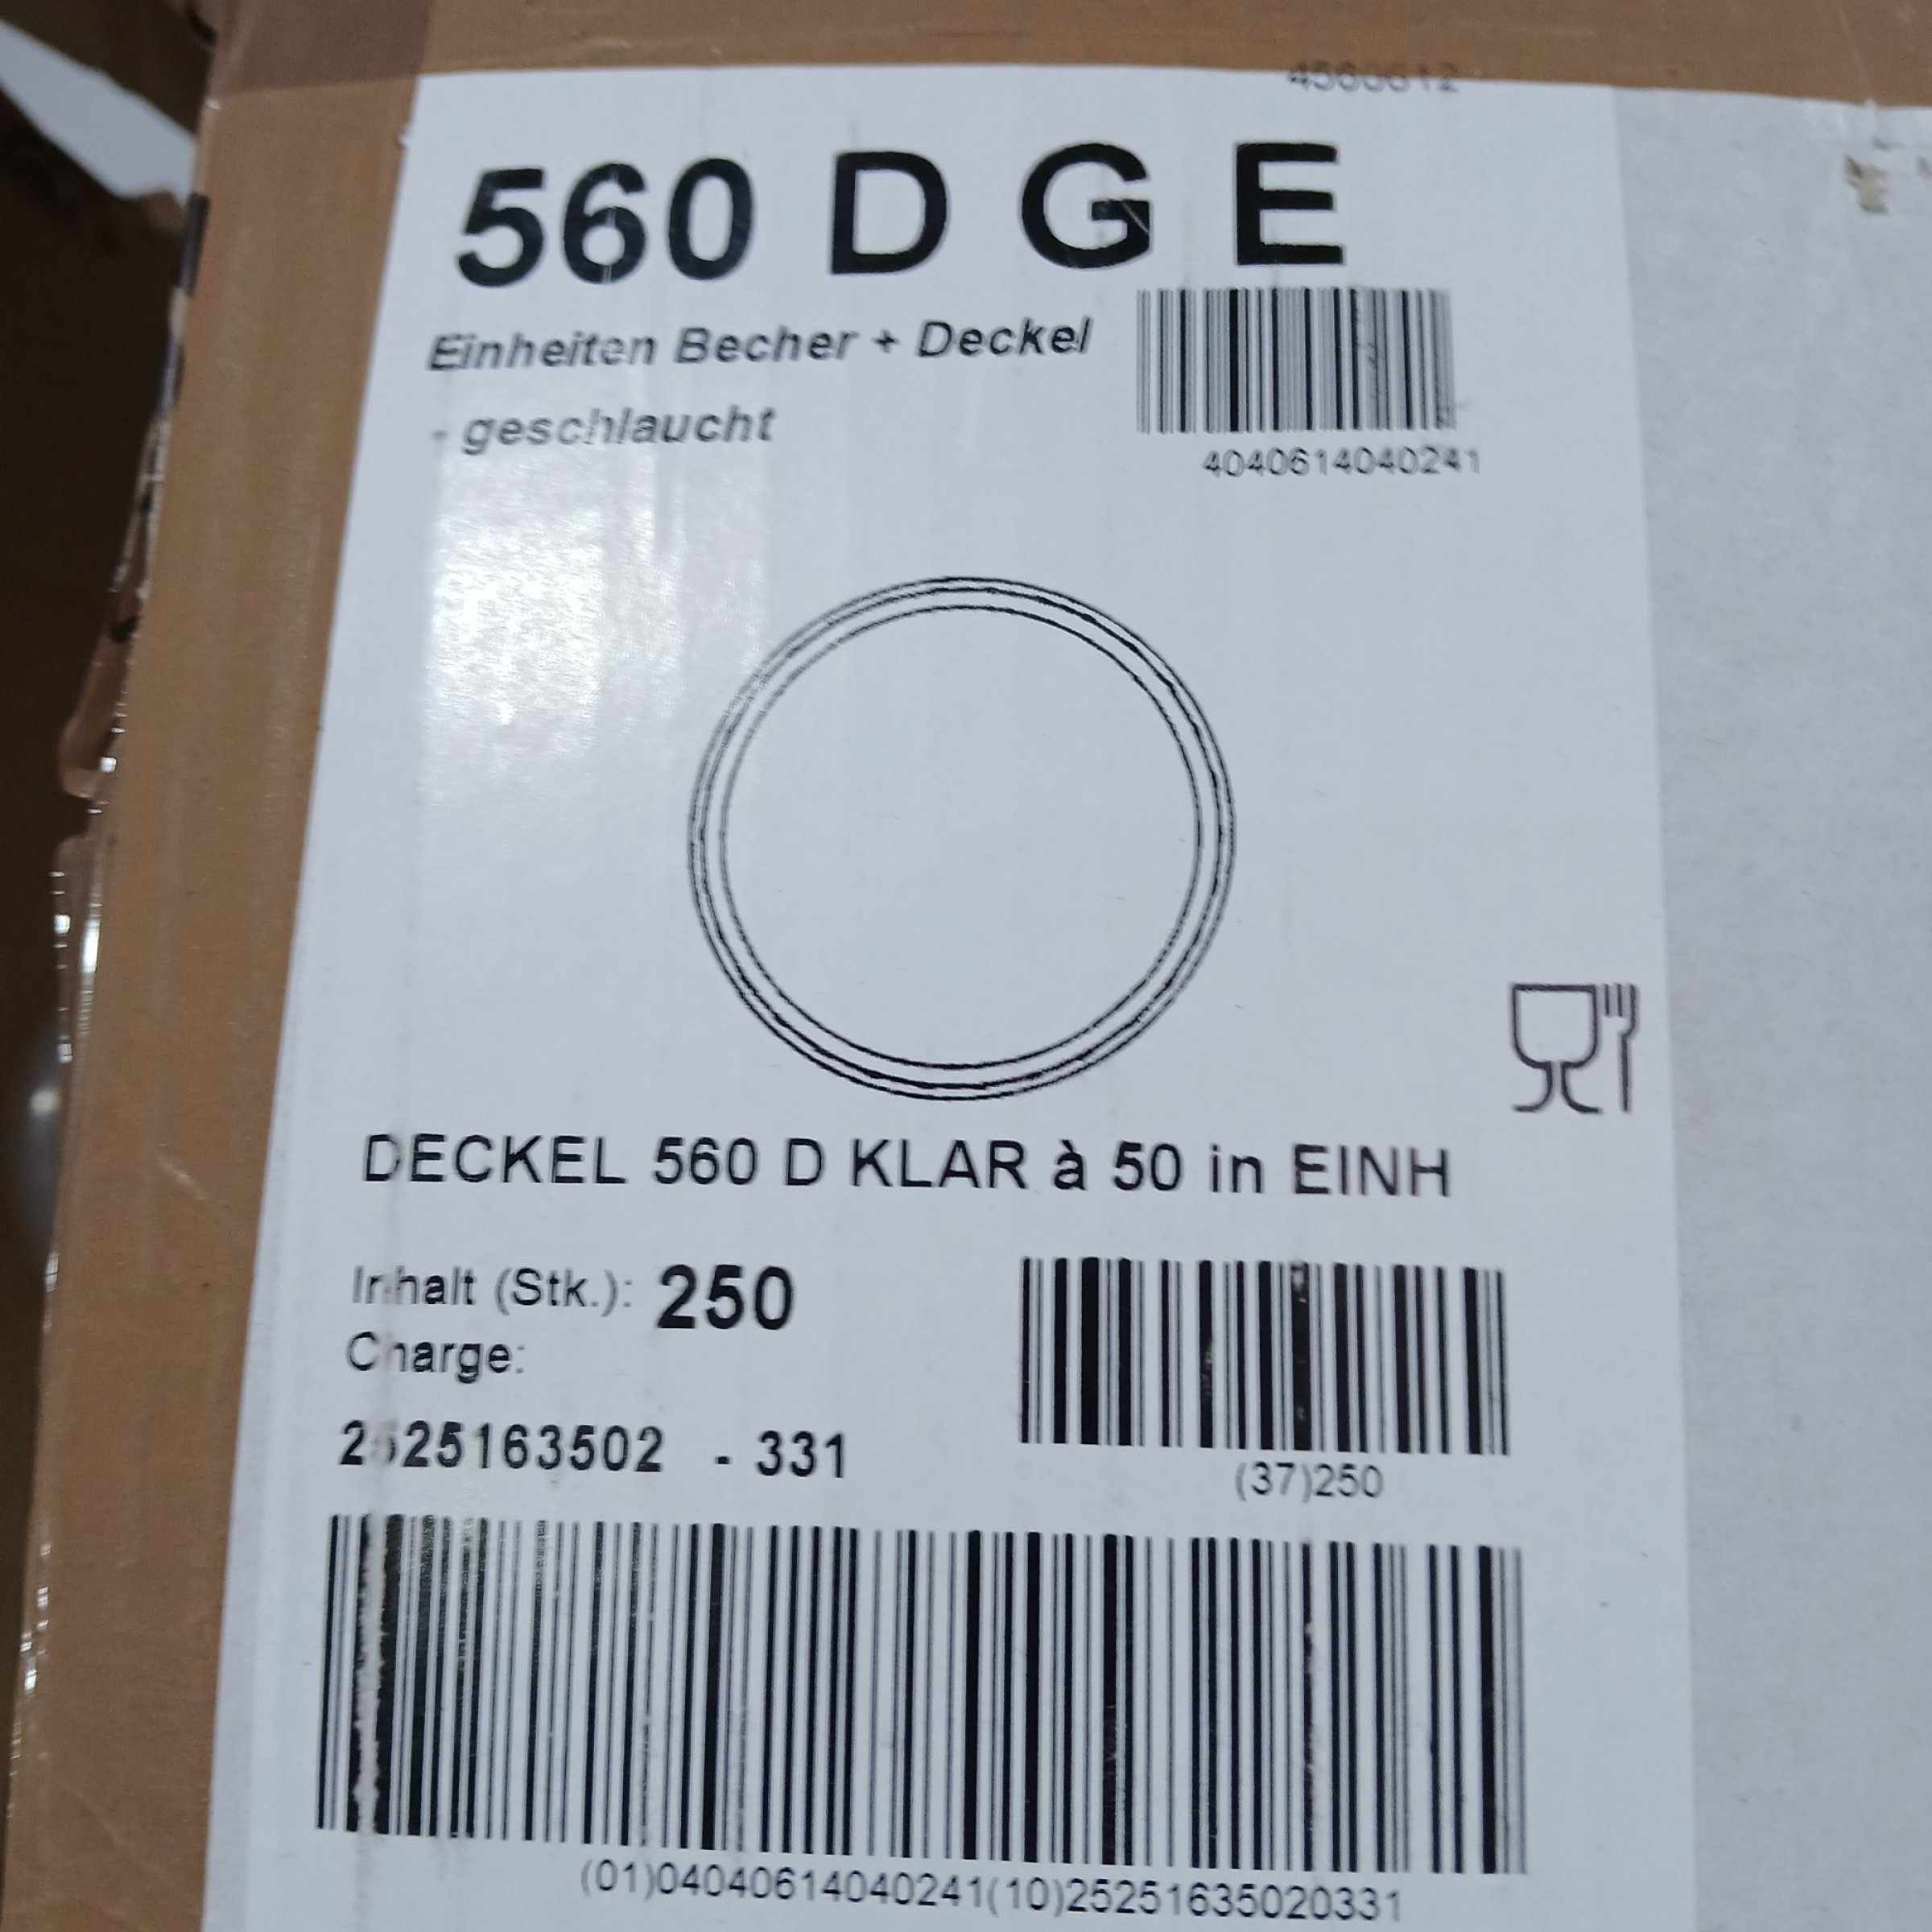 560 D G E
Einheiten Becher + Deckel
- geschlaucht
4040614040241
DECKEL 560 D KLAR à 50 in EINH
Inhalt (Stk.): 250
Charge:
2525163502 - 331
(37)250
(01)04040614040241(10)25251635020331